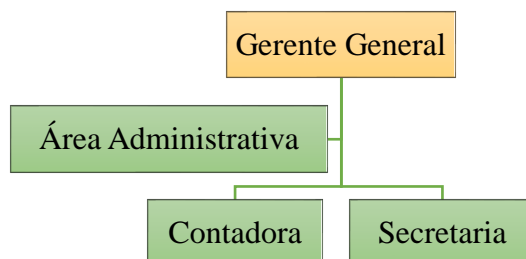 Gerente General
Área Administrativa
Contadora
Secretaria